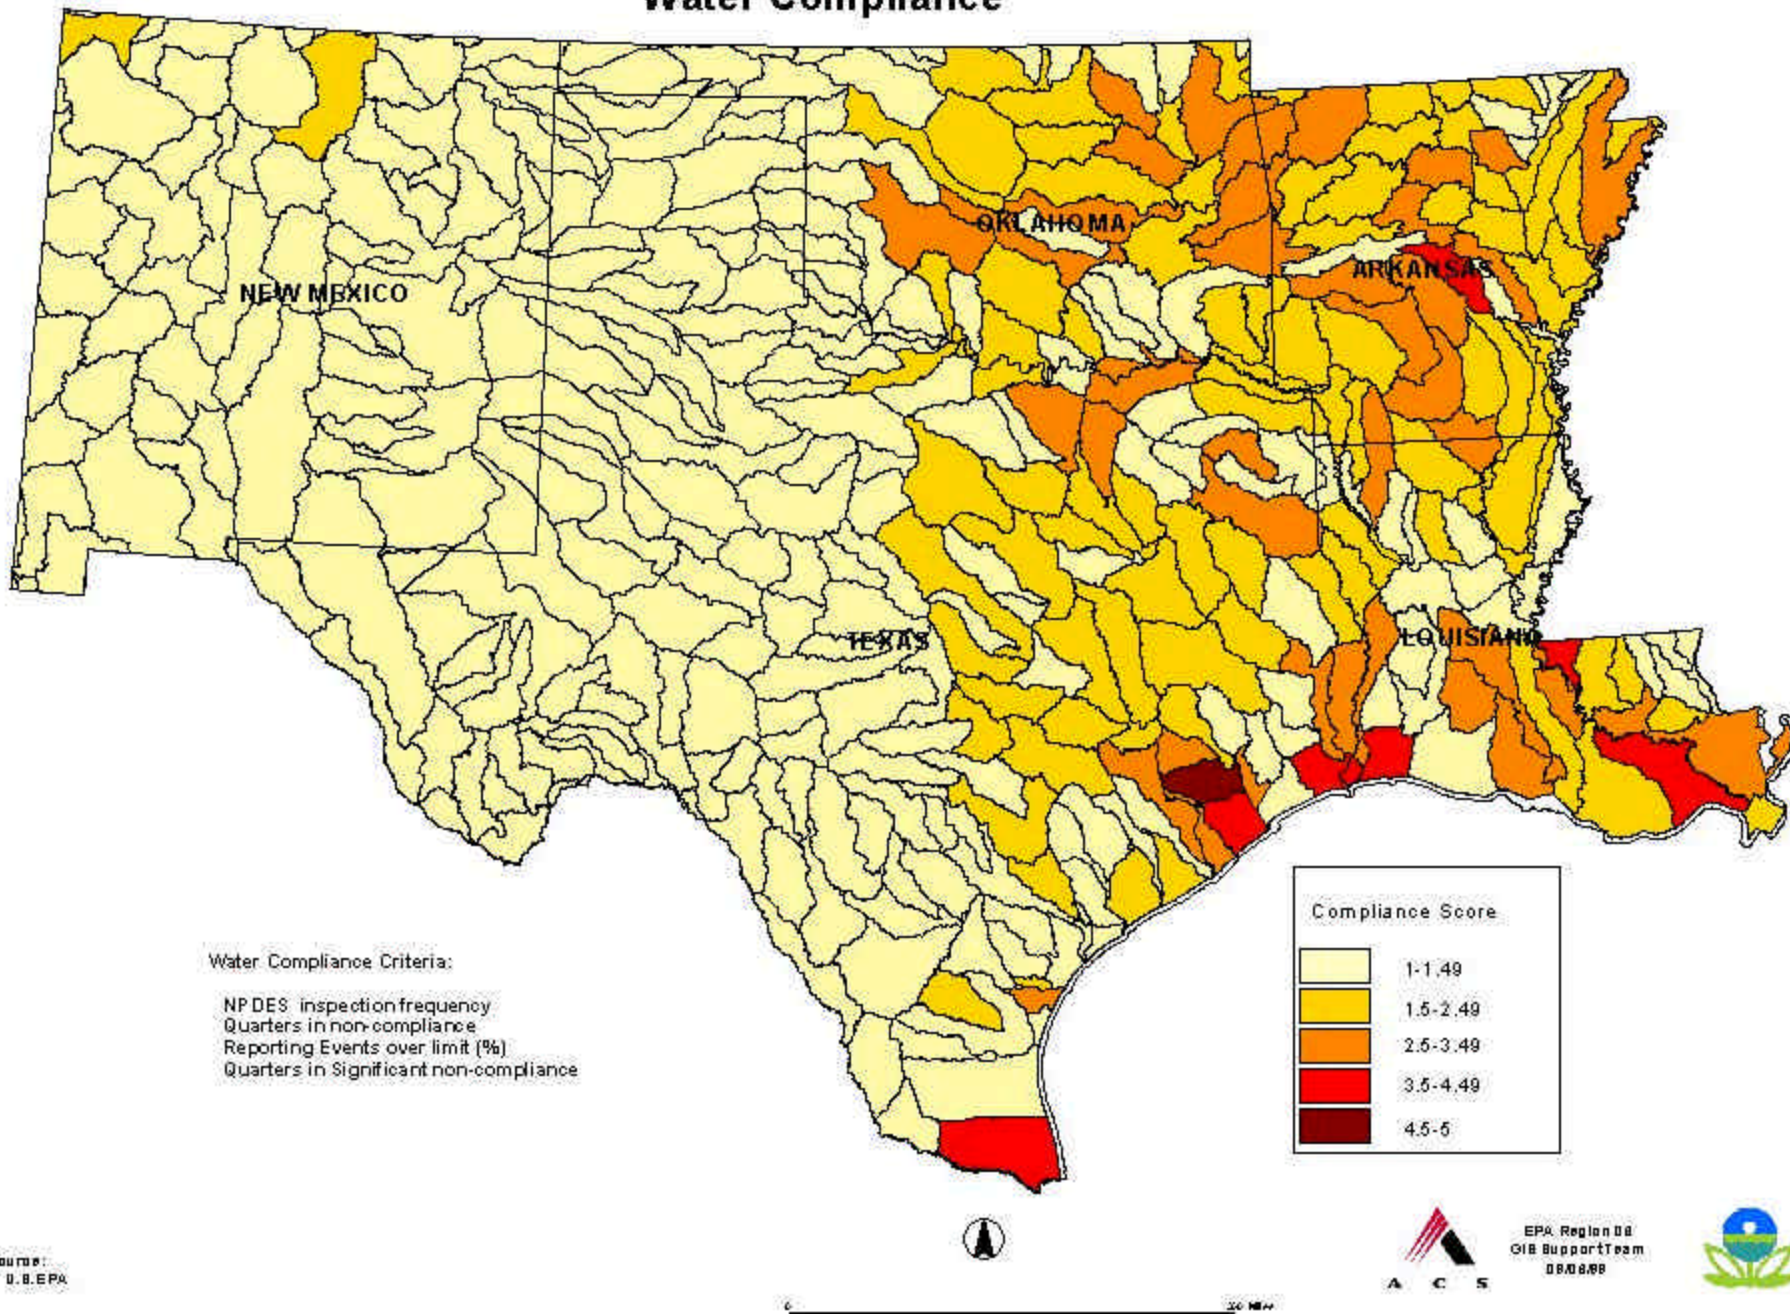 Water Compliance
NEW MEXICO
OKLAHOMA
ARKANSAS
TEXAS
LOUISIANA
Water Compliance Criteria:
NPDES inspection frequency
Quarters in non-compliance
Reporting Events over limit (%)
Quarters in Significant non-compliance
Compliance Score
1-1.49
1.5-2.49
2.5-3.49
3.5-4.49
4.5-5
U.S.EPA
0
A C S
EPA Region
GIS Support Team